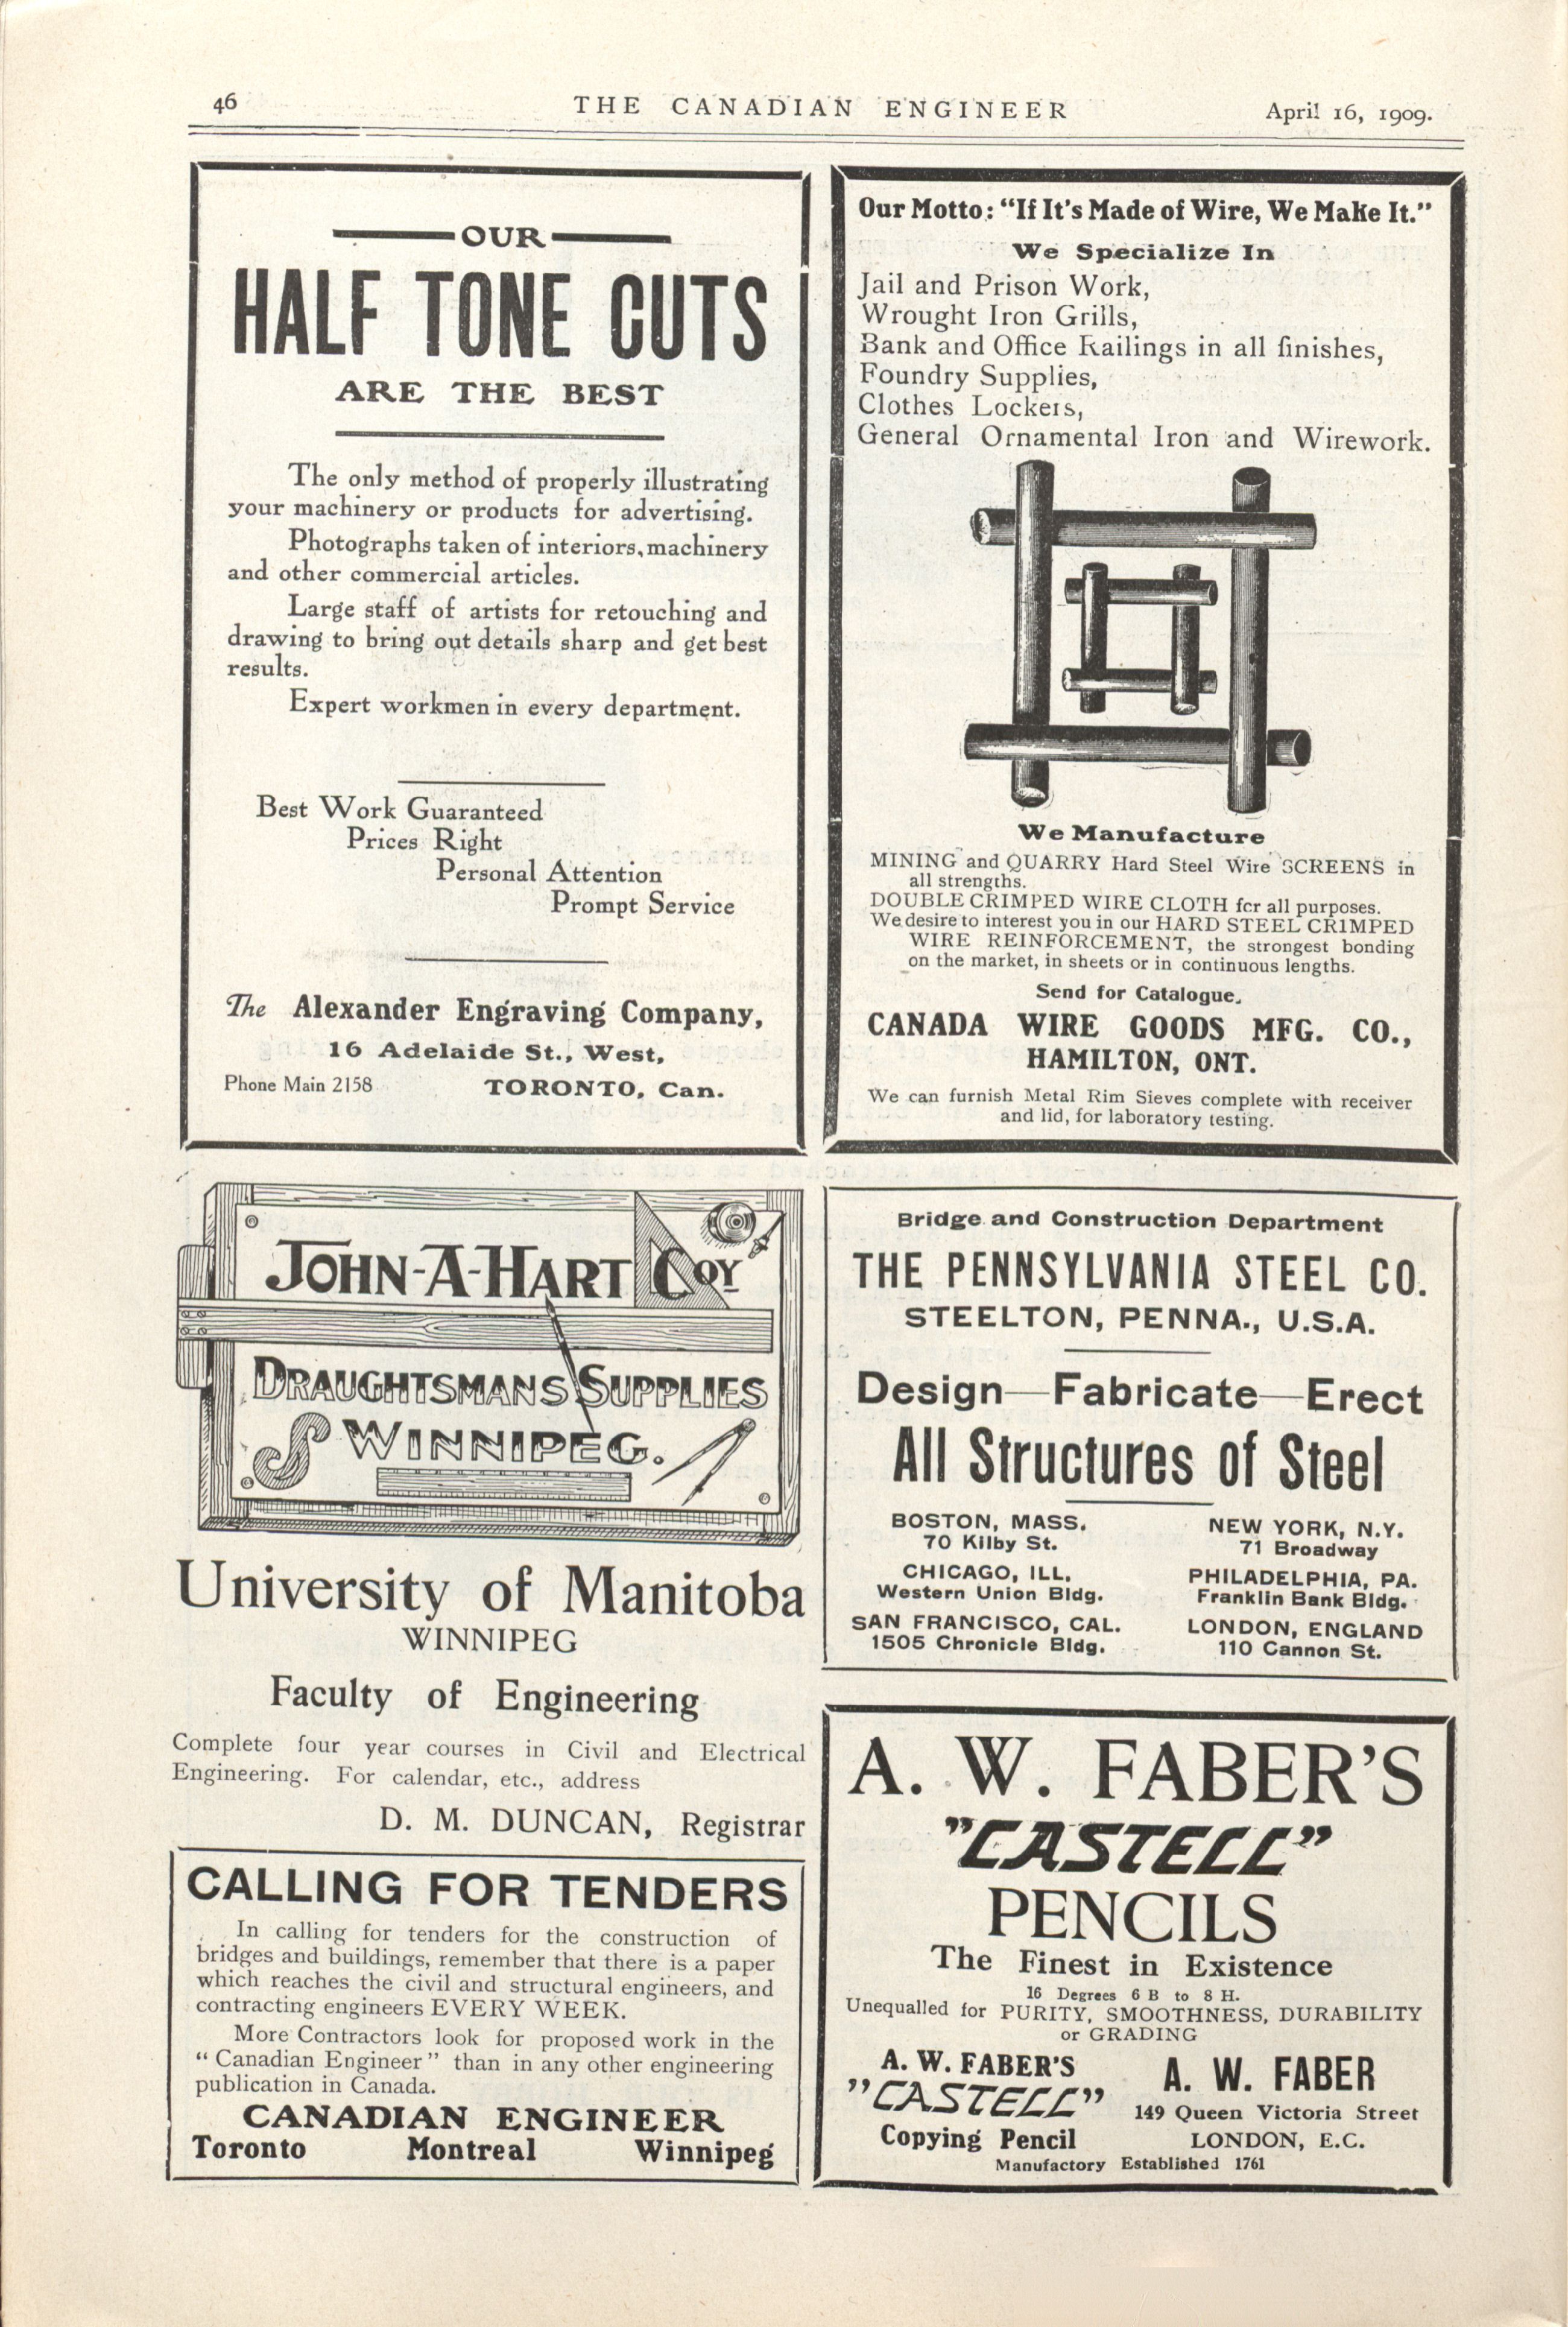 46
THE CANADIAN ENGINEER
April 16, 1909.
OUR
HALF TONE CUTS
ARE THE BEST
The only method of properly illustrating
your machinery or products for advertising.
Photographs taken of interiors, machinery
and other commercial articles.
Large staff of artists for retouching and
drawing to bring out details sharp and get best
results.
Expert workmen in every department.
Best Work Guaranteed
Prices Right
Personal Attention
Prompt Service
The Alexander Engraving Company,
16 Adelaide St., West,
Phone Main 2158 TORONTO, Can.
Our Motto: "If It's Made of Wire, We Make It."
We Specialize In
Jail and Prison Work,
Wrought Iron Grills,
Bank and Office Railings in all finishes,
Foundry Supplies,
Clothes Lockers,
General Ornamental Iron and Wirework.
We Manufacture
MINING and QUARRY Hard Steel Wire SCREENS in
all strengths.
DOUBLE CRIMPED WIRE CLOTH for all purposes.
We desire to interest you in our HARD STEEL CRIMPED
WIRE REINFORCEMENT, the strongest bonding
on the market, in sheets or in continuous lengths.
Send for Catalogue.
CANADA WIRE GOODS MFG. CO.,
HAMILTON, ONT.
We can furnish Metal Rim Sieves complete with receiver
and lid, for laboratory testing.
JOHN-A-HART COY
DRAUGHTSMANS SUPPLIES
WINNIPEG.
University of Manitoba
WINNIPEG
Faculty of Engineering
Complete four year courses in Civil and Electrical
Engineering. For calendar, etc., address
D. M. DUNCAN, Registrar
CALLING FOR TENDERS
In calling for tenders for the construction of
bridges and buildings, remember that there is a paper
which reaches the civil and structural engineers, and
contracting engineers EVERY WEEK.
More Contractors look for proposed work in the
"Canadian Engineer" than in any other engineering
publication in Canada.
CANADIAN ENGINEER
Toronto Montreal Winnipeg
Bridge and Construction Department
THE PENNSYLVANIA STEEL CO.
STEELTON, PENNA., U.S.A.
Design—Fabricate—Erect
All Structures of Steel
BOSTON, MASS.
70 Kilby St.
CHICAGO, ILL.
Western Union Bldg.
SAN FRANCISCO, CAL.
1505 Chronicle Bldg.
NEW YORK, N.Y.
71 Broadway
PHILADELPHIA, PA.
Franklin Bank Bldg.
LONDON, ENGLAND
110 Cannon St.
A. W. FABER'S
"CASTELL"
PENCILS
The Finest in Existence
16 Degrees 6 B to 8 H.
Unequalled for PURITY, SMOOTHNESS, DURABILITY
or GRADING
A. W. FABER'S
"CASTELL"
Copying Pencil
A. W. FABER
149 Queen Victoria Street
LONDON, E.C.
Manufactory Established 1761